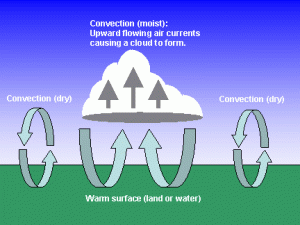 Convection (moist):
Upward flowing air currents
causing a cloud to form.
Convection (dry)
Convection (dry)
Warm surface (land or water)